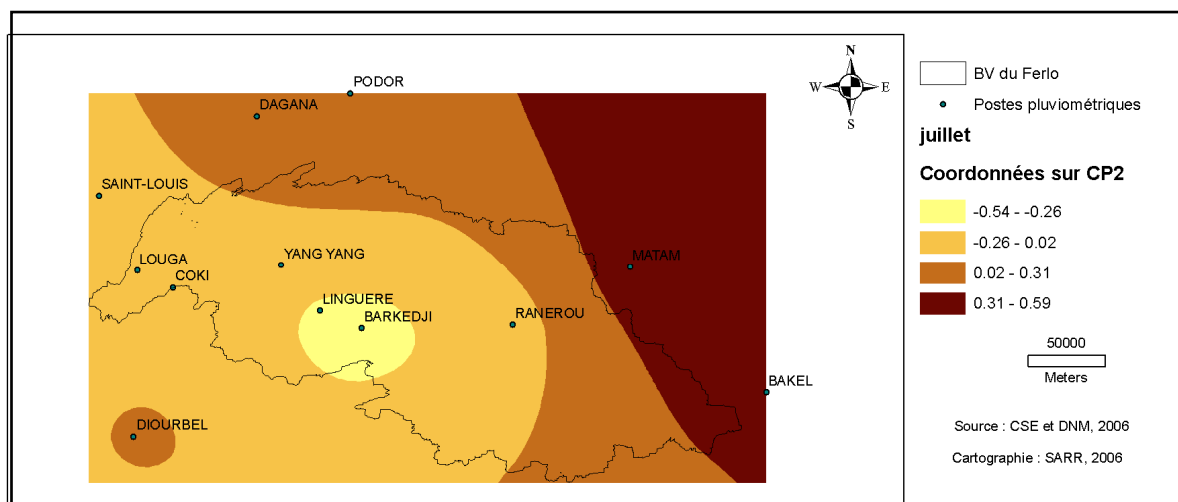 PODOR
DAGANA
SAINT-LOUIS
YANG YANG
LOUGA
COKI
MATAM
LINGUERE
BARKEDJI
RANEROU
BAKEL
DIOURBEL
N
W E
S
BV du Ferlo
Postes pluviométriques
juillet
Coordonnées sur CP2
-0.54 - -0.26
-0.26 - 0.02
0.02 - 0.31
0.31 - 0.59
50000
Meters
Source : CSE et DNM, 2006
Cartographie : SARR, 2006